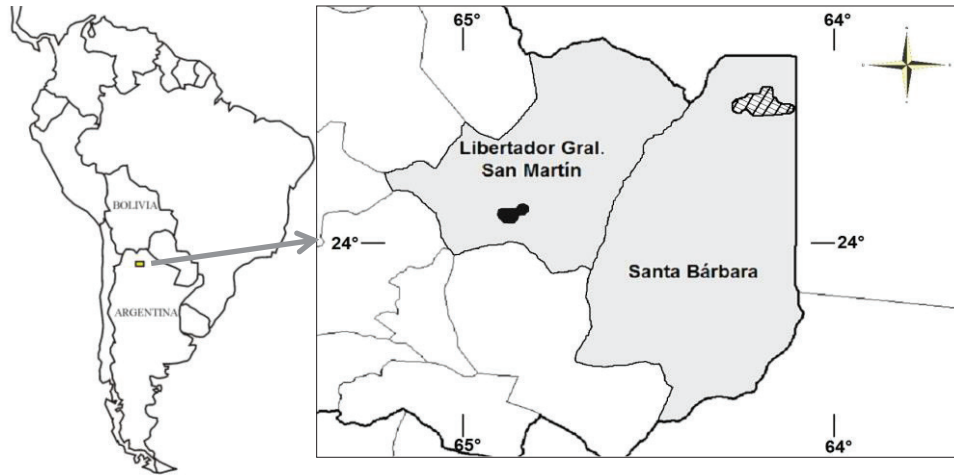 65°
64°
Libertador Gral.
San Martín
BOLIVIA
24°
24°
Santa Bárbara
ARGENTINA
65°
64°